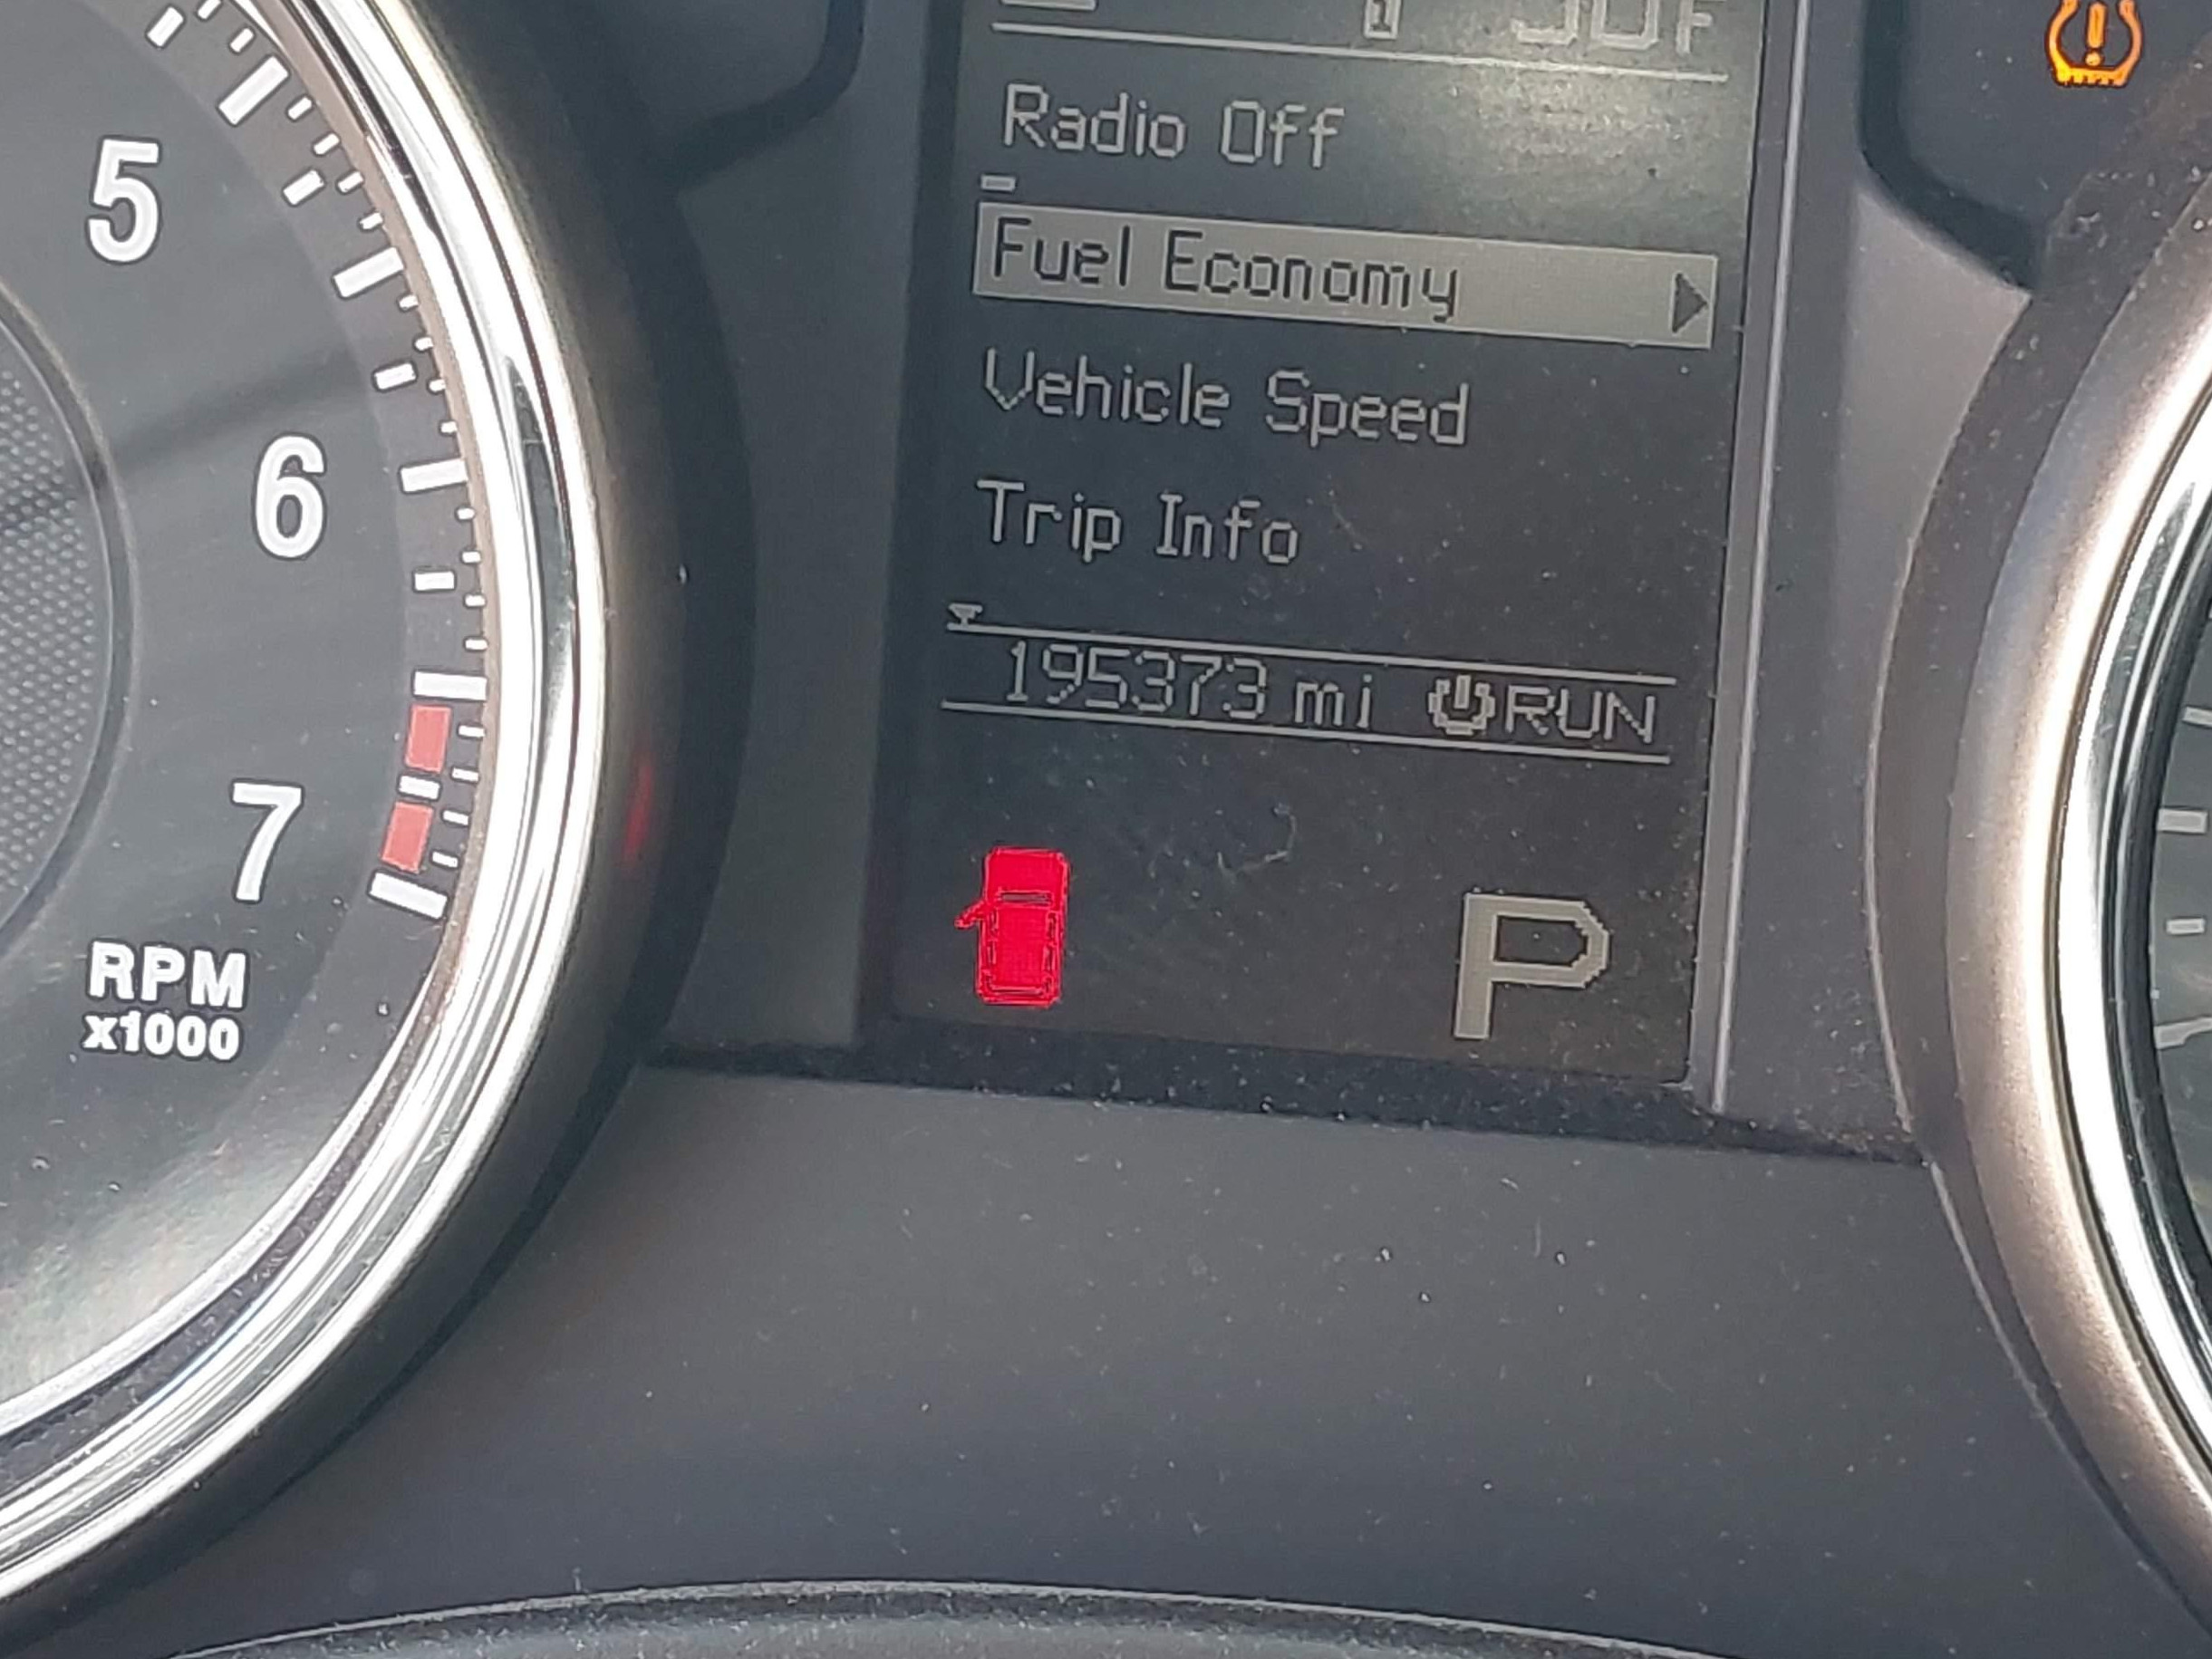 Radio Off
Fuel Economy
Vehicle Speed
Trip Info
195373 mi RUN
P
5
6
7
RPM
x1000